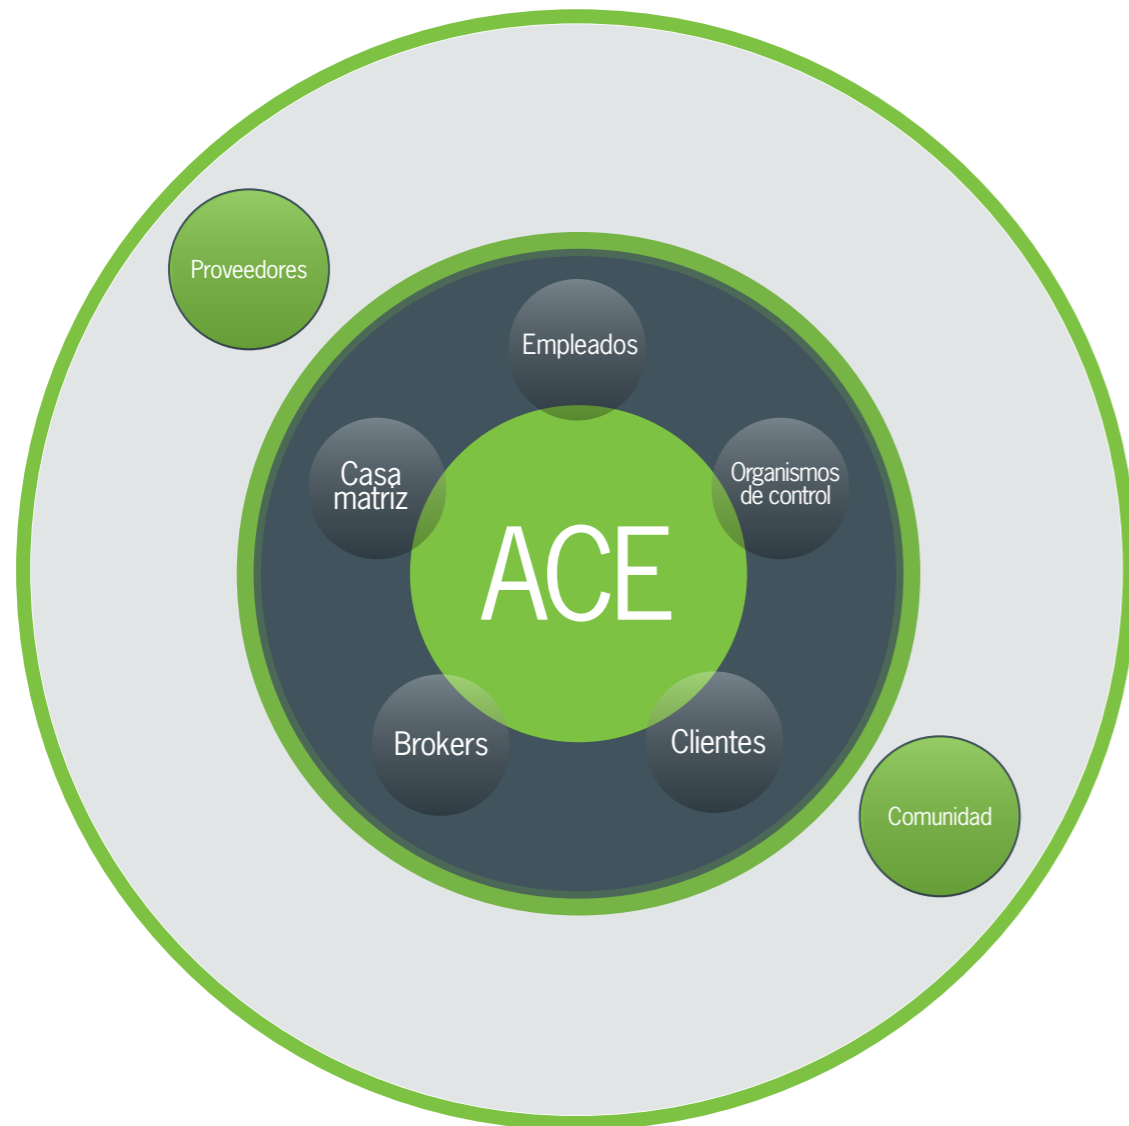 Proveedores
Empleados
Casa
matriz
Organismos
de control
ACE
Brokers
Clientes
Comunidad